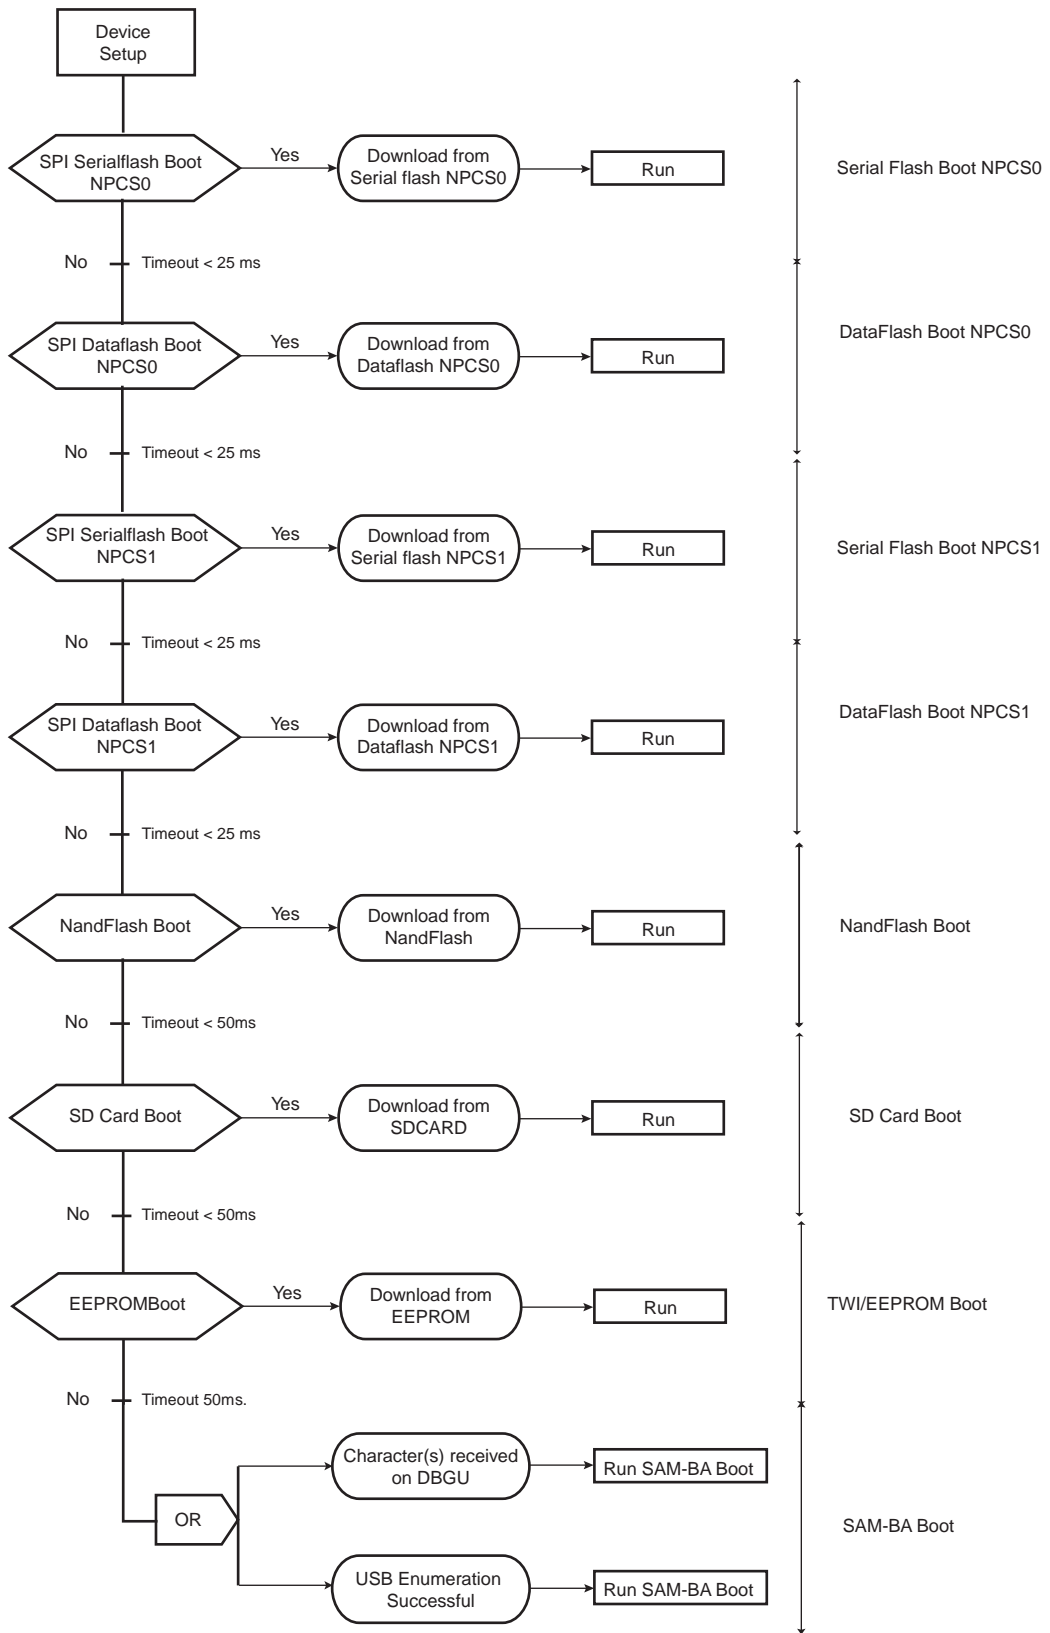 Device
Setup
SPI Serialflash Boot
NPCS0
Yes
Download from
Serial flash NPCS0
Run
Serial Flash Boot NPCS0
No
Timeout < 25 ms
SPI Dataflash Boot
NPCS0
Yes
Download from
Dataflash NPCS0
Run
DataFlash Boot NPCS0
No
Timeout < 25 ms
SPI Serialflash Boot
NPCS1
Yes
Download from
Serial flash NPCS1
Run
Serial Flash Boot NPCS1
No
Timeout < 25 ms
SPI Dataflash Boot
NPCS1
Yes
Download from
Dataflash NPCS1
Run
DataFlash Boot NPCS1
No
Timeout < 25 ms
NandFlash Boot
Yes
Download from
NandFlash
Run
NandFlash Boot
No
Timeout < 50ms
SD Card Boot
Yes
Download from
SDCARD
Run
SD Card Boot
No
Timeout < 50ms
EEPROMBoot
Yes
Download from
EEPROM
Run
TWI/EEPROM Boot
No
Timeout 50ms.
Character(s) received
on DBGU
Run SAM-BA Boot
OR
SAM-BA Boot
USB Enumeration
Successful
Run SAM-BA Boot